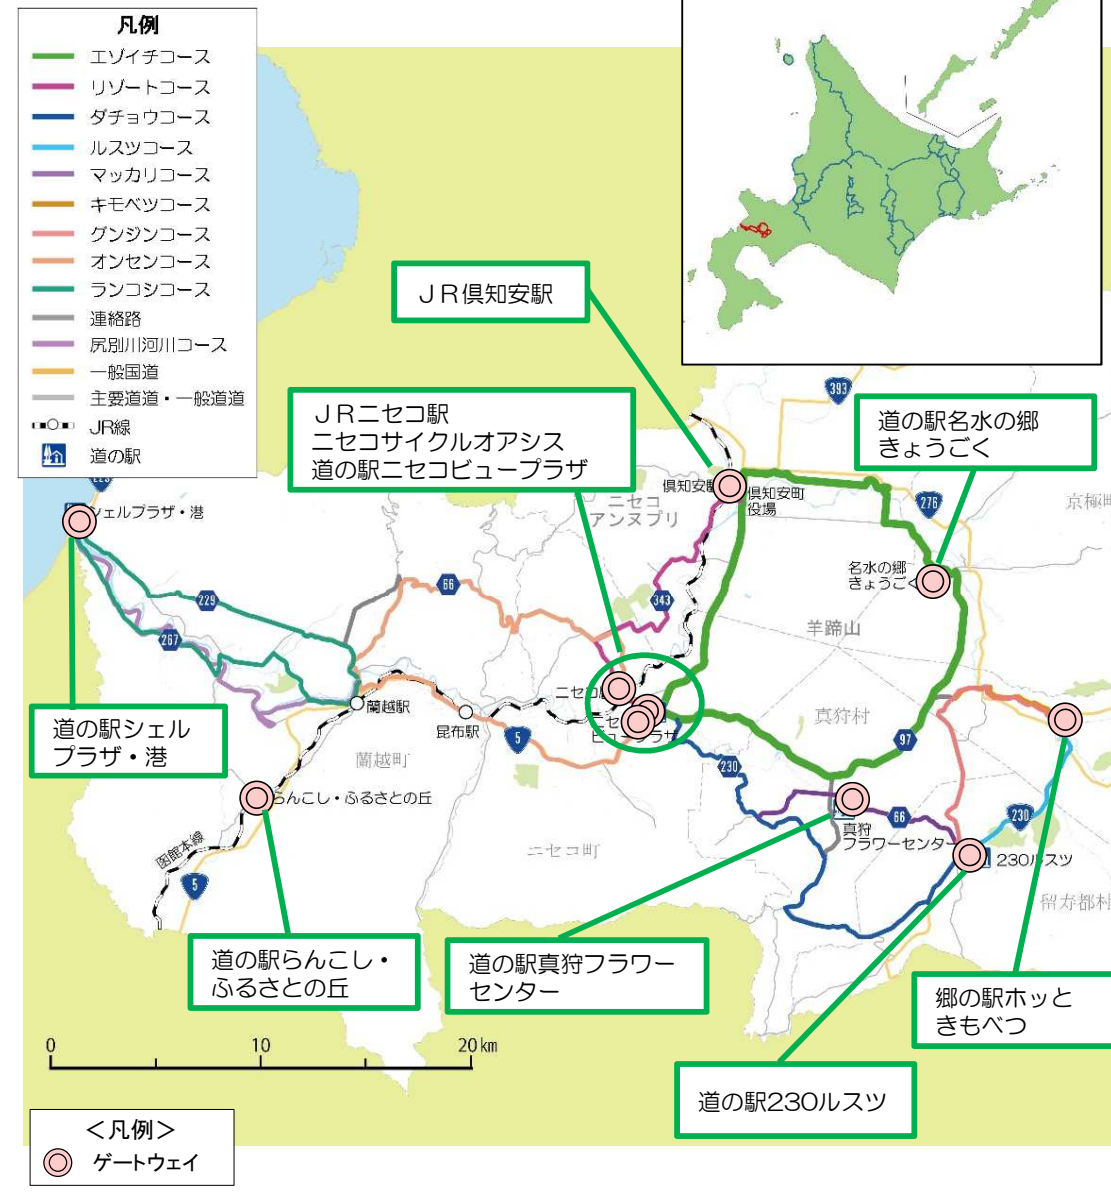 凡例
エゾイチコース
リゾートコース
ダチョウコース
ルスツコース
マッカリコース
キモベツコース
グンジンコース
オンセンコース
ランコシコース
連絡路
尻別川河川コース
一般国道
主要道道・一般道道
JR線
道の駅
JR倶知安駅
393
JRニセコ駅
ニセコサイクルオアシス
道の駅ニセコビュープラザ
道の駅名水の郷
きょうごく
倶知安駅
倶知安町
役場
ニセコ
アンヌプリ
276
京極町
シェルプラザ・港
名水の郷
きょうごく
66
343
229
267
羊蹄山
道の駅シェル
プラザ・港
蘭越駅
昆布駅
ニセコ
ビュープラザ
真狩村
5
97
蘭越町
230
らんこし・ふるさとの丘
66
230
真狩
フラワーセンター
函館本線
ニセコ町
230ルスツ
5
留寿都村
道の駅らんこし・
ふるさとの丘
道の駅真狩フラワー
センター
郷の駅ホッと
きもべつ
0 10 20km
道の駅230ルスツ
<凡例>
ゲートウェイ